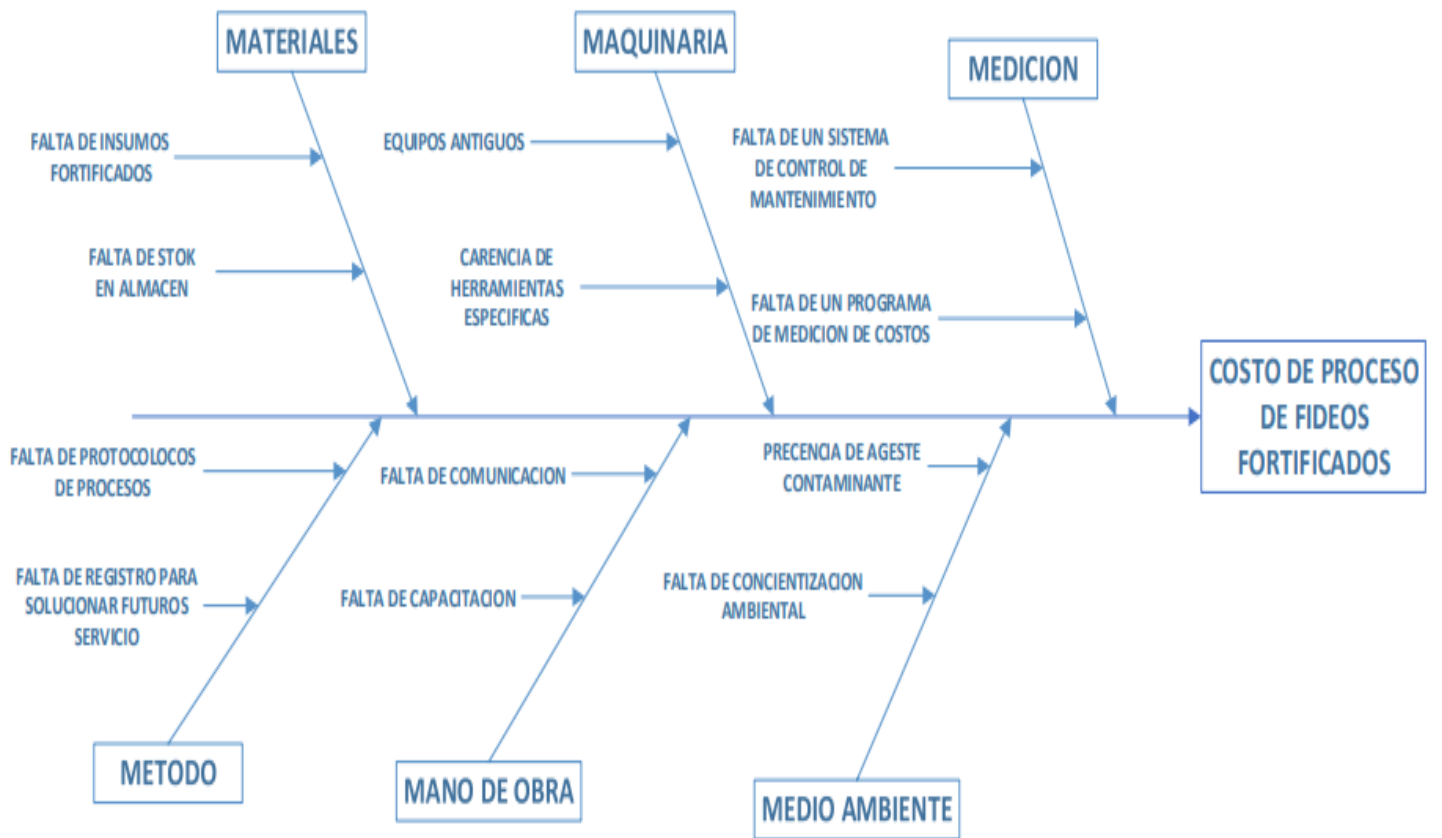 MATERIALES
MAQUINARIA
MEDICION
FALTA DE INSUMOS
FORTIFICADOS
EQUIPOS ANTIGUOS
FALTA DE UN SISTEMA
DE CONTROL DE
MANTENIMIENTO
FALTA DE STOK
EN ALMACEN
CARENCIA DE
HERRAMIENTAS
ESPECIFICAS
FALTA DE UN PROGRAMA
DE MEDICION DE COSTOS
COSTO DE PROCESO
DE FIDEOS
FORTIFICADOS
FALTA DE PROTOCOLOCOS
DE PROCESOS
FALTA DE COMUNICACION
PRECENCIA DE AGESTE
CONTAMINANTE
FALTA DE REGISTRO PARA
SOLUCIONAR FUTUROS
SERVICIO
FALTA DE CAPACITACION
FALTA DE CONCIENTIZACION
AMBIENTAL
METODO
MANO DE OBRA
MEDIO AMBIENTE